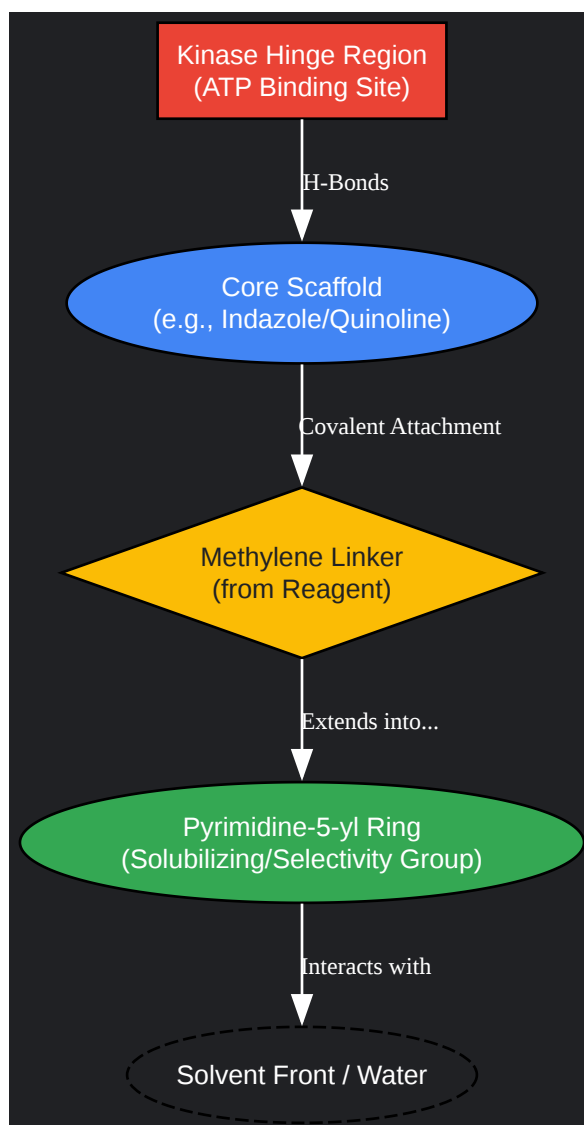 Kinase Hinge Region
(ATP Binding Site)
H-Bonds
Core Scaffold
(e.g., Indazole/Quinoline)
Covalent Attachment
Methylene Linker
(from Reagent)
Extends into...
Pyrimidine-5-yl Ring
(Solubilizing/Selectivity Group)
Interacts with
Solvent Front / Water